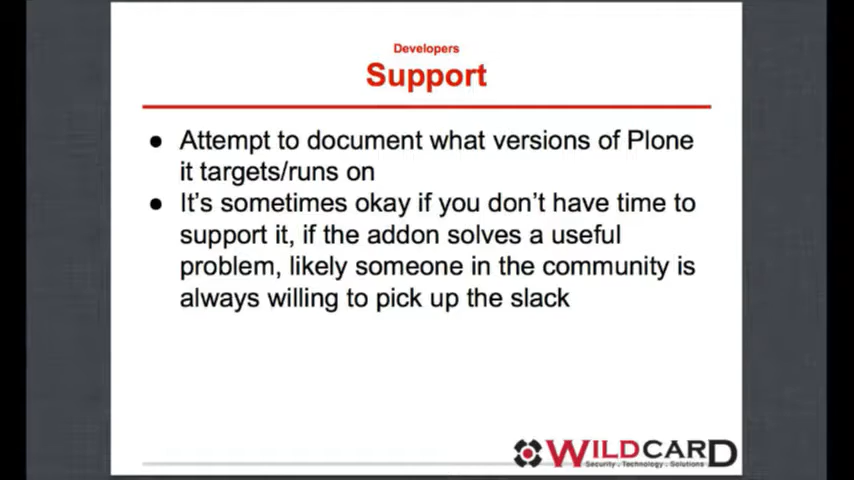 Developers
Support
● Attempt to document what versions of Plone
it targets/runs on
● It's sometimes okay if you don't have time to
support it, if the addon solves a useful
problem, likely someone in the community is
always willing to pick up the slack
WILDCARD
Security . Technology . Solutions